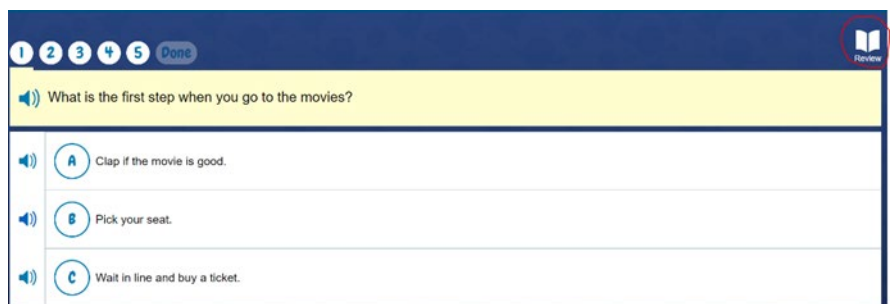 1 2 3 4 5 Done
Review
What is the first step when you go to the movies?
A Clap if the movie is good.
B Pick your seat.
C Wait in line and buy a ticket.